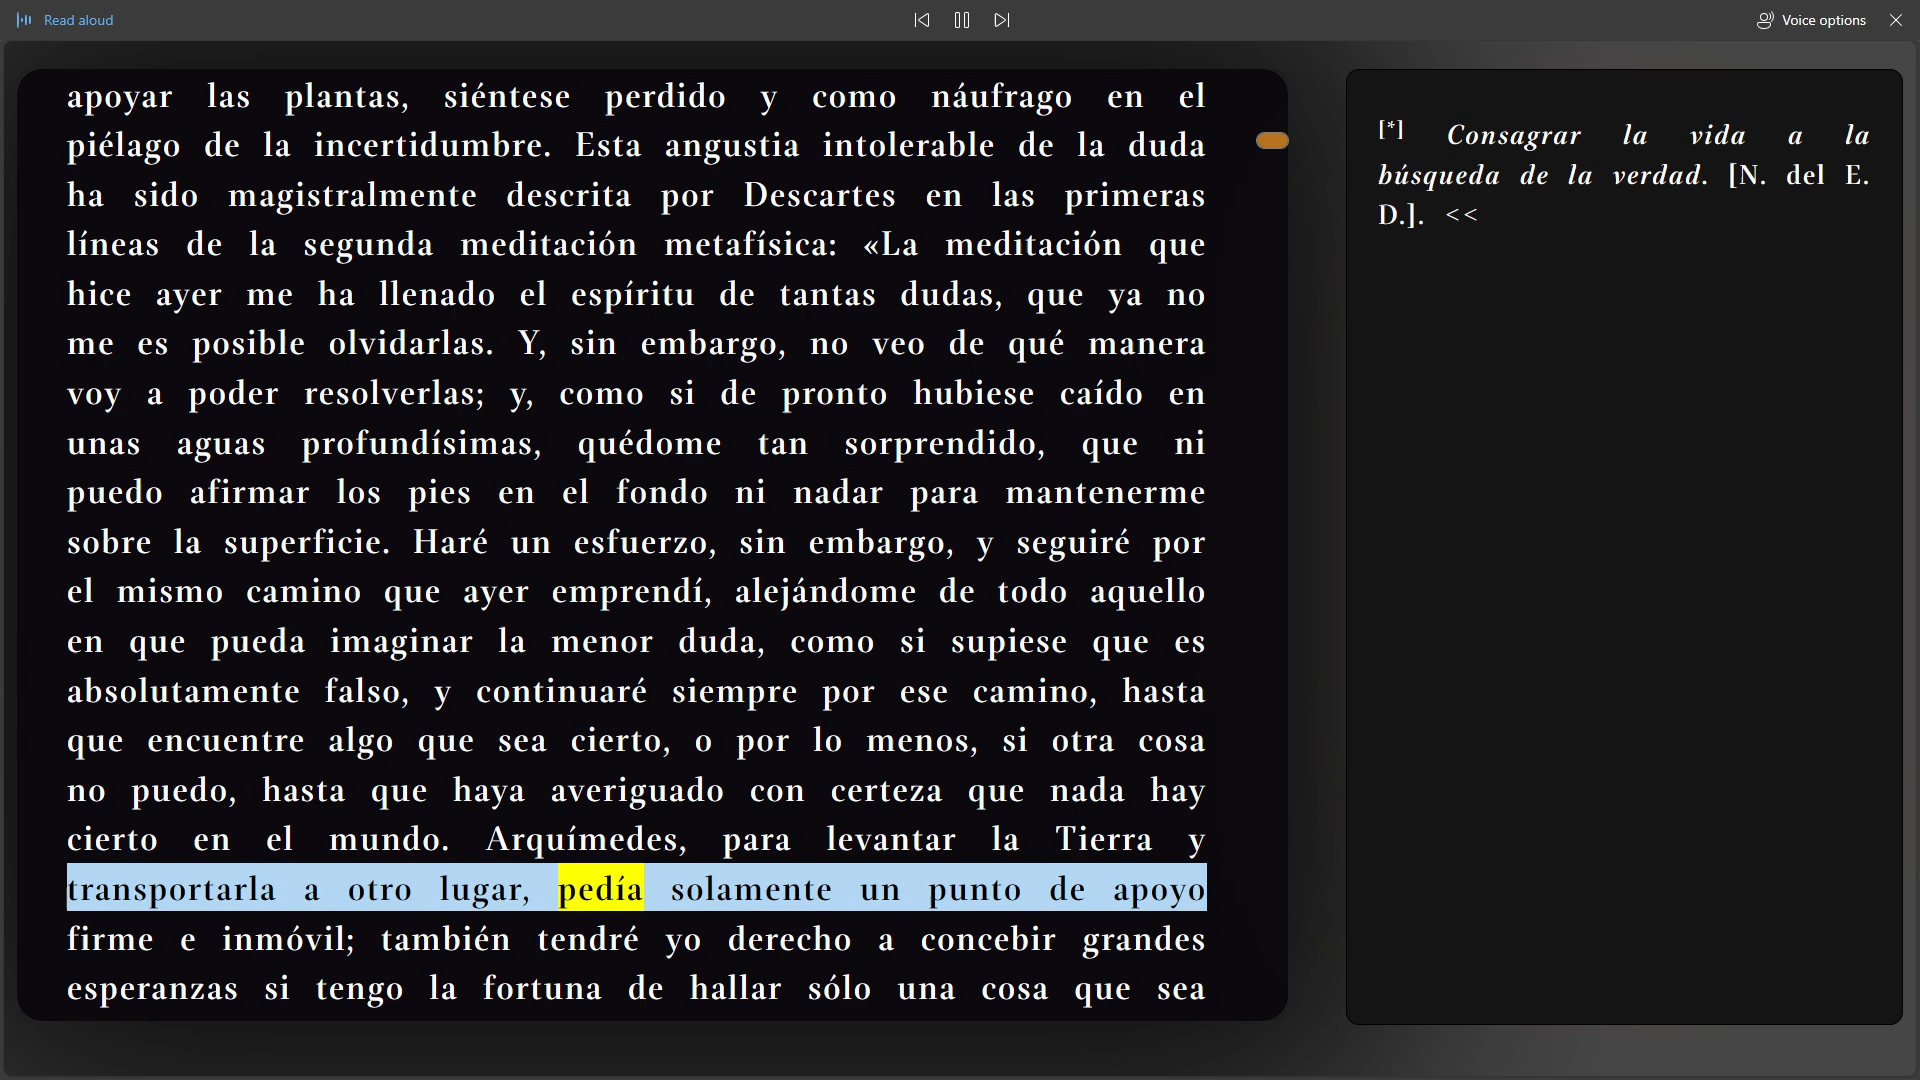 Read aloud
Voice options
apoyar las plantas, siéntese perdido y como náufrago en el
piélago de la incertidumbre. Esta angustia intolerable de la duda
ha sido magistralmente descrita por Descartes en las primeras
líneas de la segunda meditación metafísica: «La meditación que
hice ayer me ha llenado el espíritu de tantas dudas, que ya no
me es posible olvidarlas. Y, sin embargo, no veo de qué manera
voy a poder resolverlas; y, como si de pronto hubiese caído en
unas aguas profundísimas, quédome tan sorprendido, que ni
puedo afirmar los pies en el fondo ni nadar para mantenerme
sobre la superficie. Haré un esfuerzo, sin embargo, y seguiré por
el mismo camino que ayer emprendí, alejándome de todo aquello
en que pueda imaginar la menor duda, como si supiese que es
absolutamente falso, y continuaré siempre por ese camino, hasta
que encuentre algo que sea cierto, o por lo menos, si otra cosa
no puedo, hasta que haya averiguado con certeza que nada hay
cierto en el mundo. Arquímedes, para levantar la Tierra y
transportarla a otro lugar, pedía solamente un punto de apoyo
firme e inmóvil; también tendré yo derecho a concebir grandes
esperanzas si tengo la fortuna de hallar sólo una cosa que sea
[*] Consagrar la vida a la
búsqueda de la verdad. [N. del E.
D.]. <<